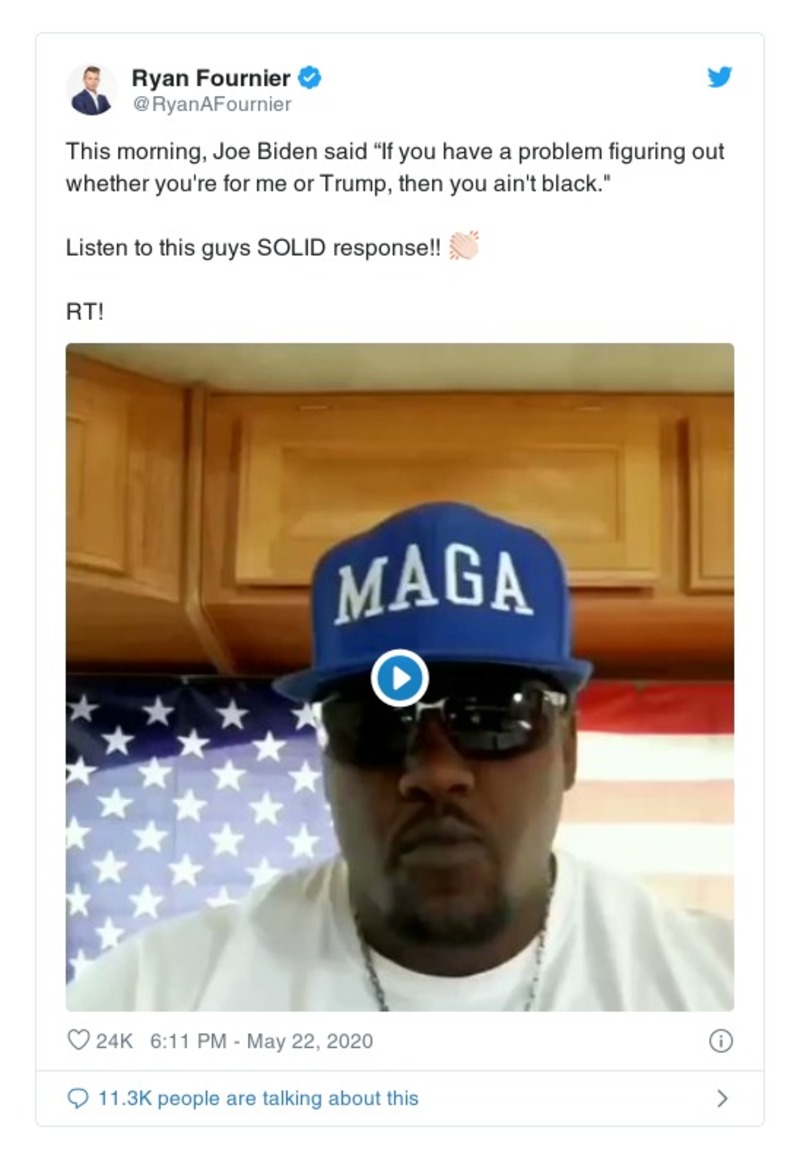 Ryan Fournier
@RyanAFournier
This morning, Joe Biden said “If you have a problem figuring out
whether you're for me or Trump, then you ain't black."
Listen to this guys SOLID response!! 👏🏻
RT!
MAGA
24K 6:11 PM - May 22, 2020
11.3K people are talking about this